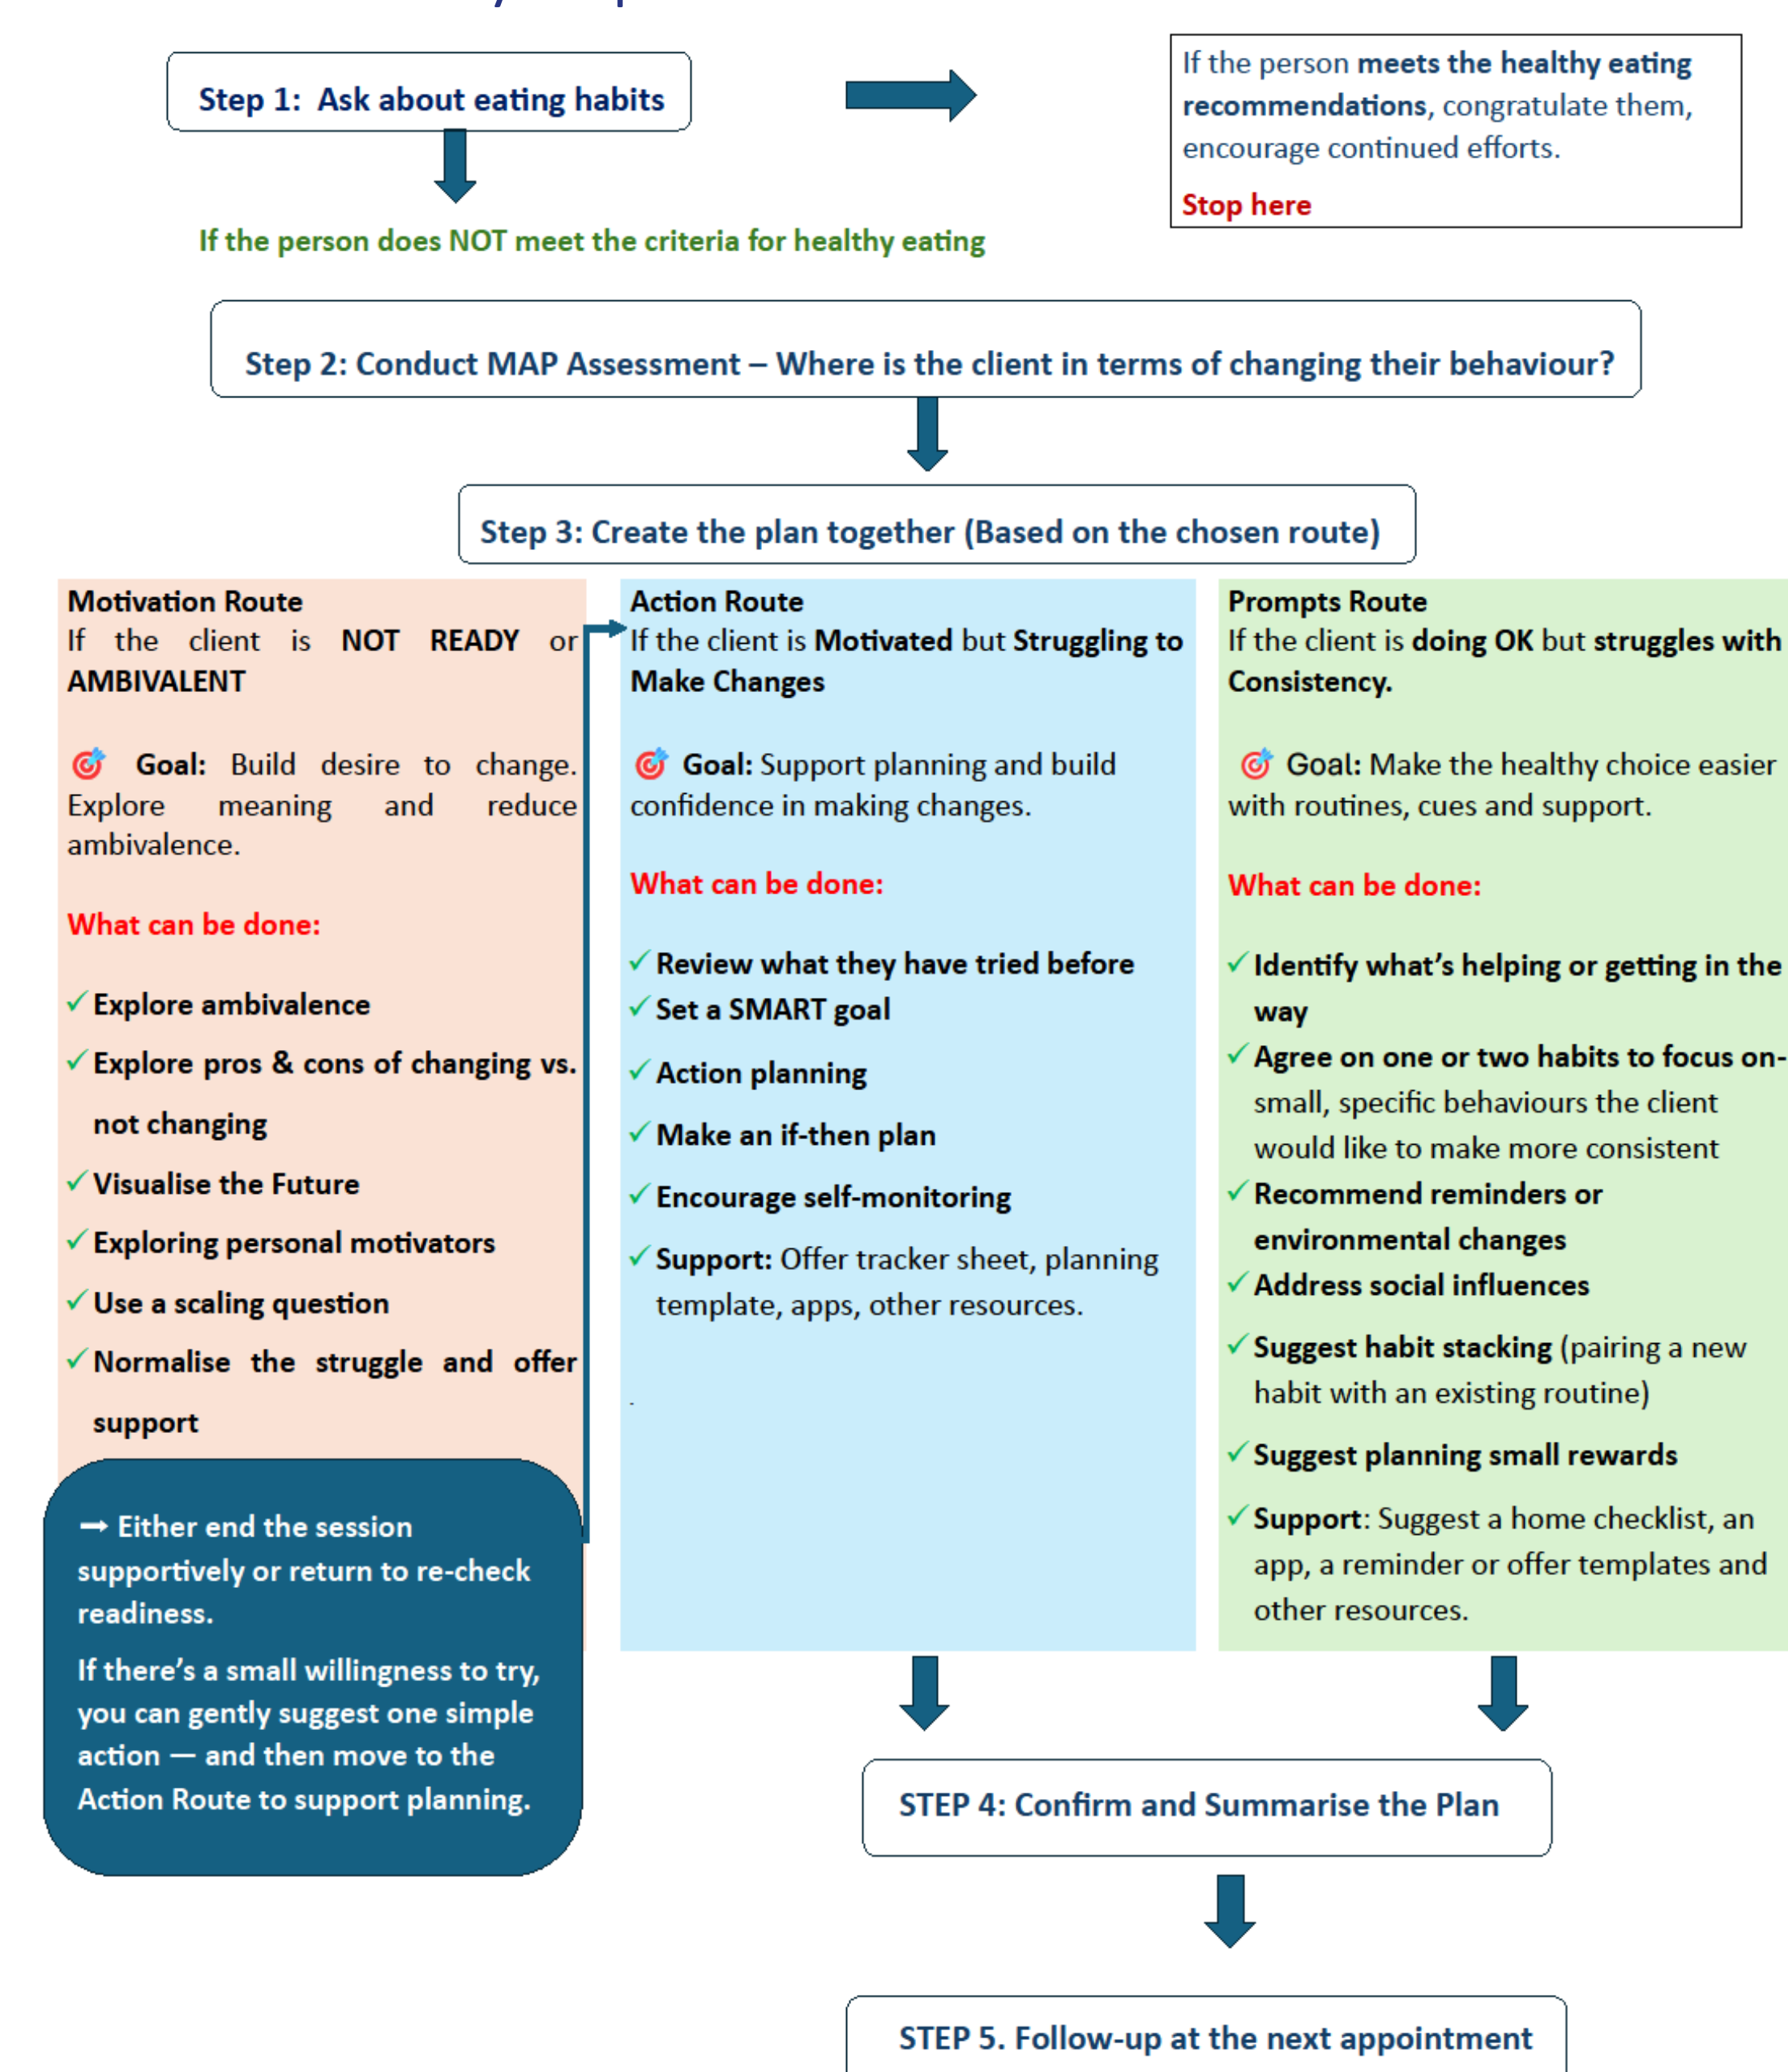 Step 1: Ask about eating habits
If the person meets the healthy eating
recommendations, congratulate them,
encourage continued efforts.
Stop here
If the person does NOT meet the criteria for healthy eating
Step 2: Conduct MAP Assessment – Where is the client in terms of changing their behaviour?
Step 3: Create the plan together (Based on the chosen route)
Motivation Route
If the client is NOT READY or
AMBIVALENT
🎯 Goal: Build desire to change.
Explore meaning and reduce
ambivalence.
What can be done:
✓ Explore ambivalence
✓ Explore pros & cons of changing vs.
not changing
✓ Visualise the Future
✓ Exploring personal motivators
✓ Use a scaling question
✓ Normalise the struggle and offer
support
→ Either end the session
supportively or return to re-check
readiness.
If there's a small willingness to try,
you can gently suggest one simple
action — and then move to the
Action Route to support planning.
Action Route
If the client is Motivated but Struggling to
Make Changes
🎯 Goal: Support planning and build
confidence in making changes.
What can be done:
✓ Review what they have tried before
✓ Set a SMART goal
✓ Action planning
✓ Make an if-then plan
✓ Encourage self-monitoring
✓ Support: Offer tracker sheet, planning
template, apps, other resources.
.
Prompts Route
If the client is doing OK but struggles with
Consistency.
🎯 Goal: Make the healthy choice easier
with routines, cues and support.
What can be done:
✓ Identify what's helping or getting in the
way
✓ Agree on one or two habits to focus on-
small, specific behaviours the client
would like to make more consistent
✓ Recommend reminders or
environmental changes
✓ Address social influences
✓ Suggest habit stacking (pairing a new
habit with an existing routine)
✓ Suggest planning small rewards
✓ Support: Suggest a home checklist, an
app, a reminder or offer templates and
other resources.
STEP 4: Confirm and Summarise the Plan
STEP 5. Follow-up at the next appointment